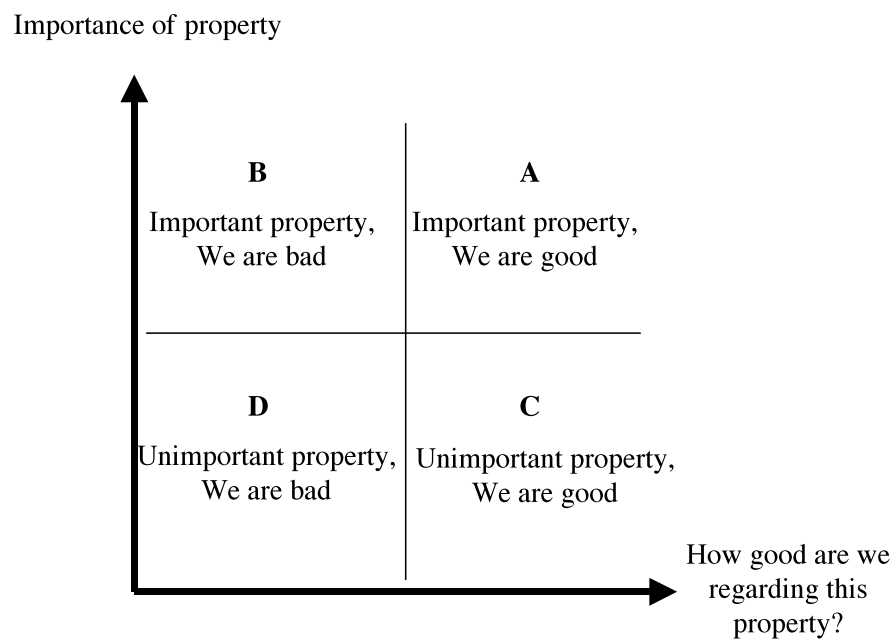 Importance of property
B
Important property,
We are bad
A
Important property,
We are good
D
Unimportant property,
We are bad
C
Unimportant property,
We are good
How good are we
regarding this
property?